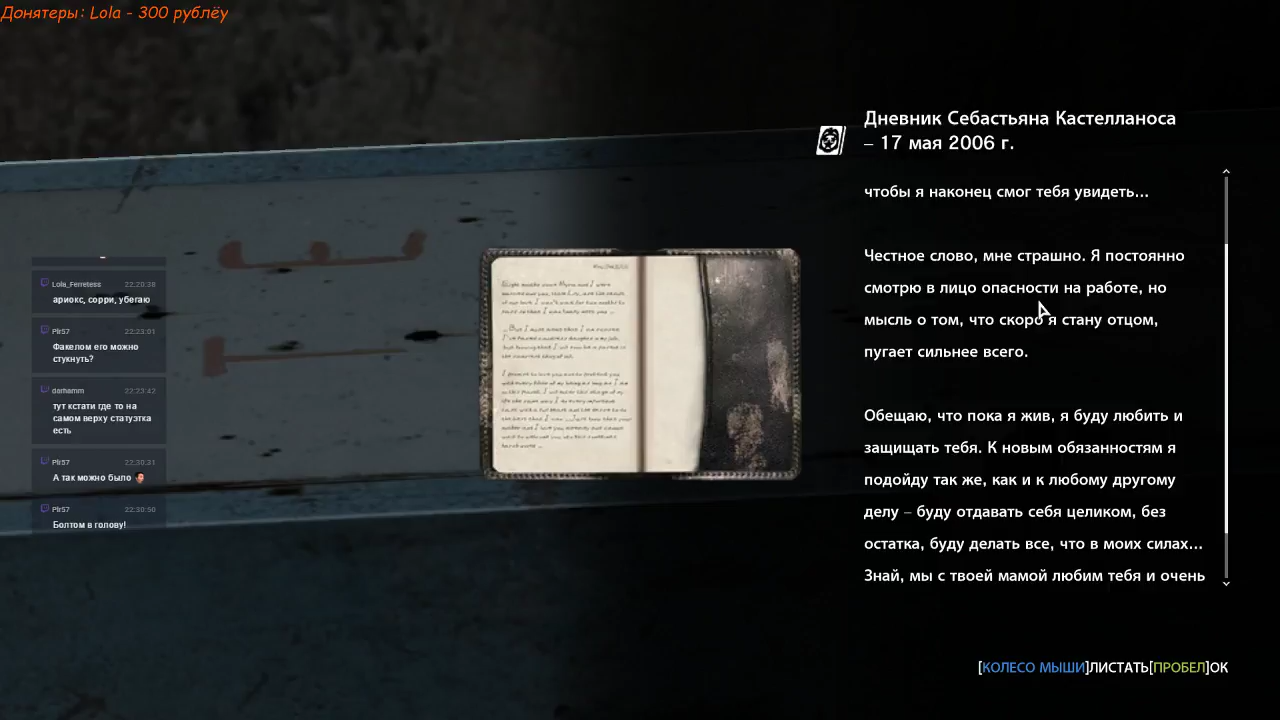 Донятеры: Lola - 300 рублёу
Дневник Себастьяна Кастелланоса
– 17 мая 2006 г.
чтобы я наконец смог тебя увидеть...
Честное слово, мне страшно. Я постоянно
смотрю в лицо опасности на работе, но
мысль о том, что скоро я стану отцом,
пугает сильнее всего.
Обещаю, что пока я жив, я буду любить и
защищать тебя. К новым обязанностям я
подойду так же, как и к любому другому
делу – буду отдавать себя целиком, без
остатка, буду делать все, что в моих силах...
Знай, мы с твоей мамой любим тебя и очень
Lola_Ferretess 22:20:38
ариокс, сорри, убегаю
Plr57 22:23:01
Факелом его можно
стукнуть?
darhamm 22:23:42
тут кстати где то на
самом верху статуэтка
есть
Plr57 22:30:31
А так можно было
Plr57 22:30:50
Болтом в голову!
[КОЛЕСО МЫШИ]ЛИСТАТЬ[ПРОБЕЛ]ОК